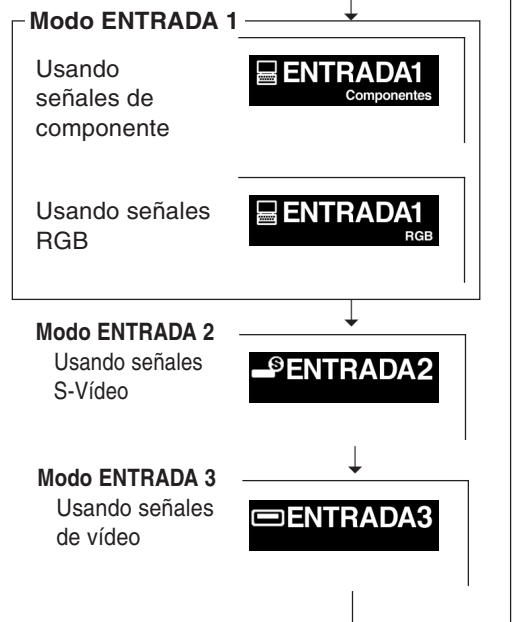 Modo ENTRADA 1
Usando
señales de
componente
ENTRADA1
Componentes
Usando señales
RGB
ENTRADA1
RGB
Modo ENTRADA 2
Usando señales
S-Vídeo
S
ENTRADA2
Modo ENTRADA 3
Usando señales
de vídeo
ENTRADA3